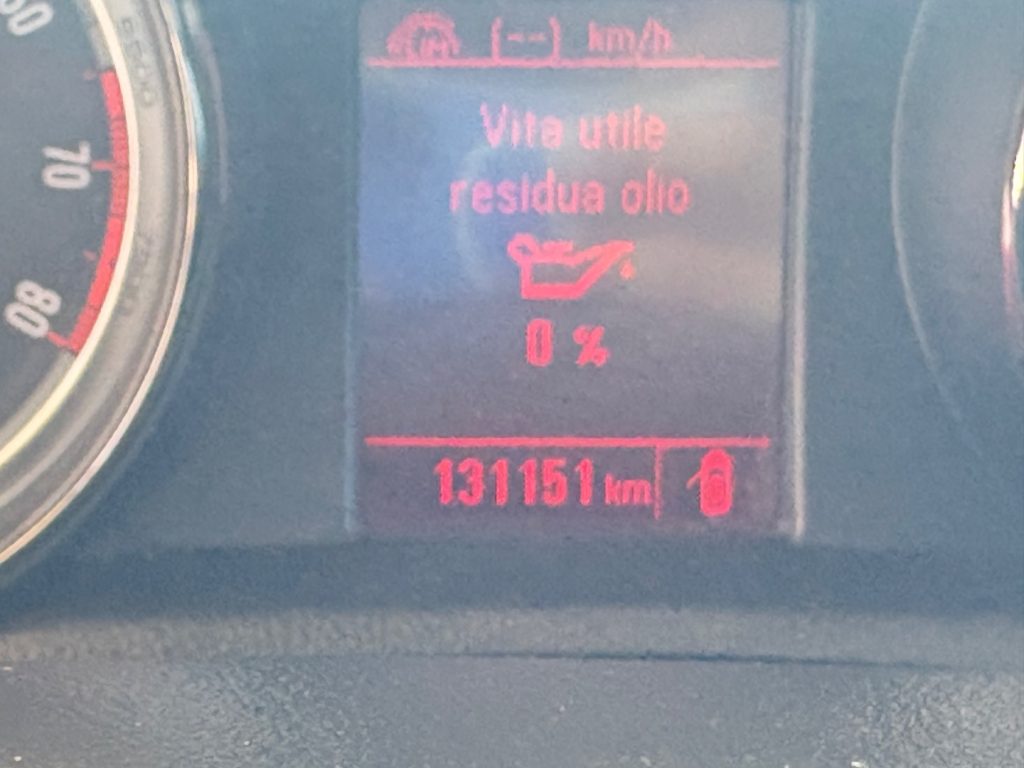 (--) km/h
Vita utile
residua olio
0 %
131151 km
70
80